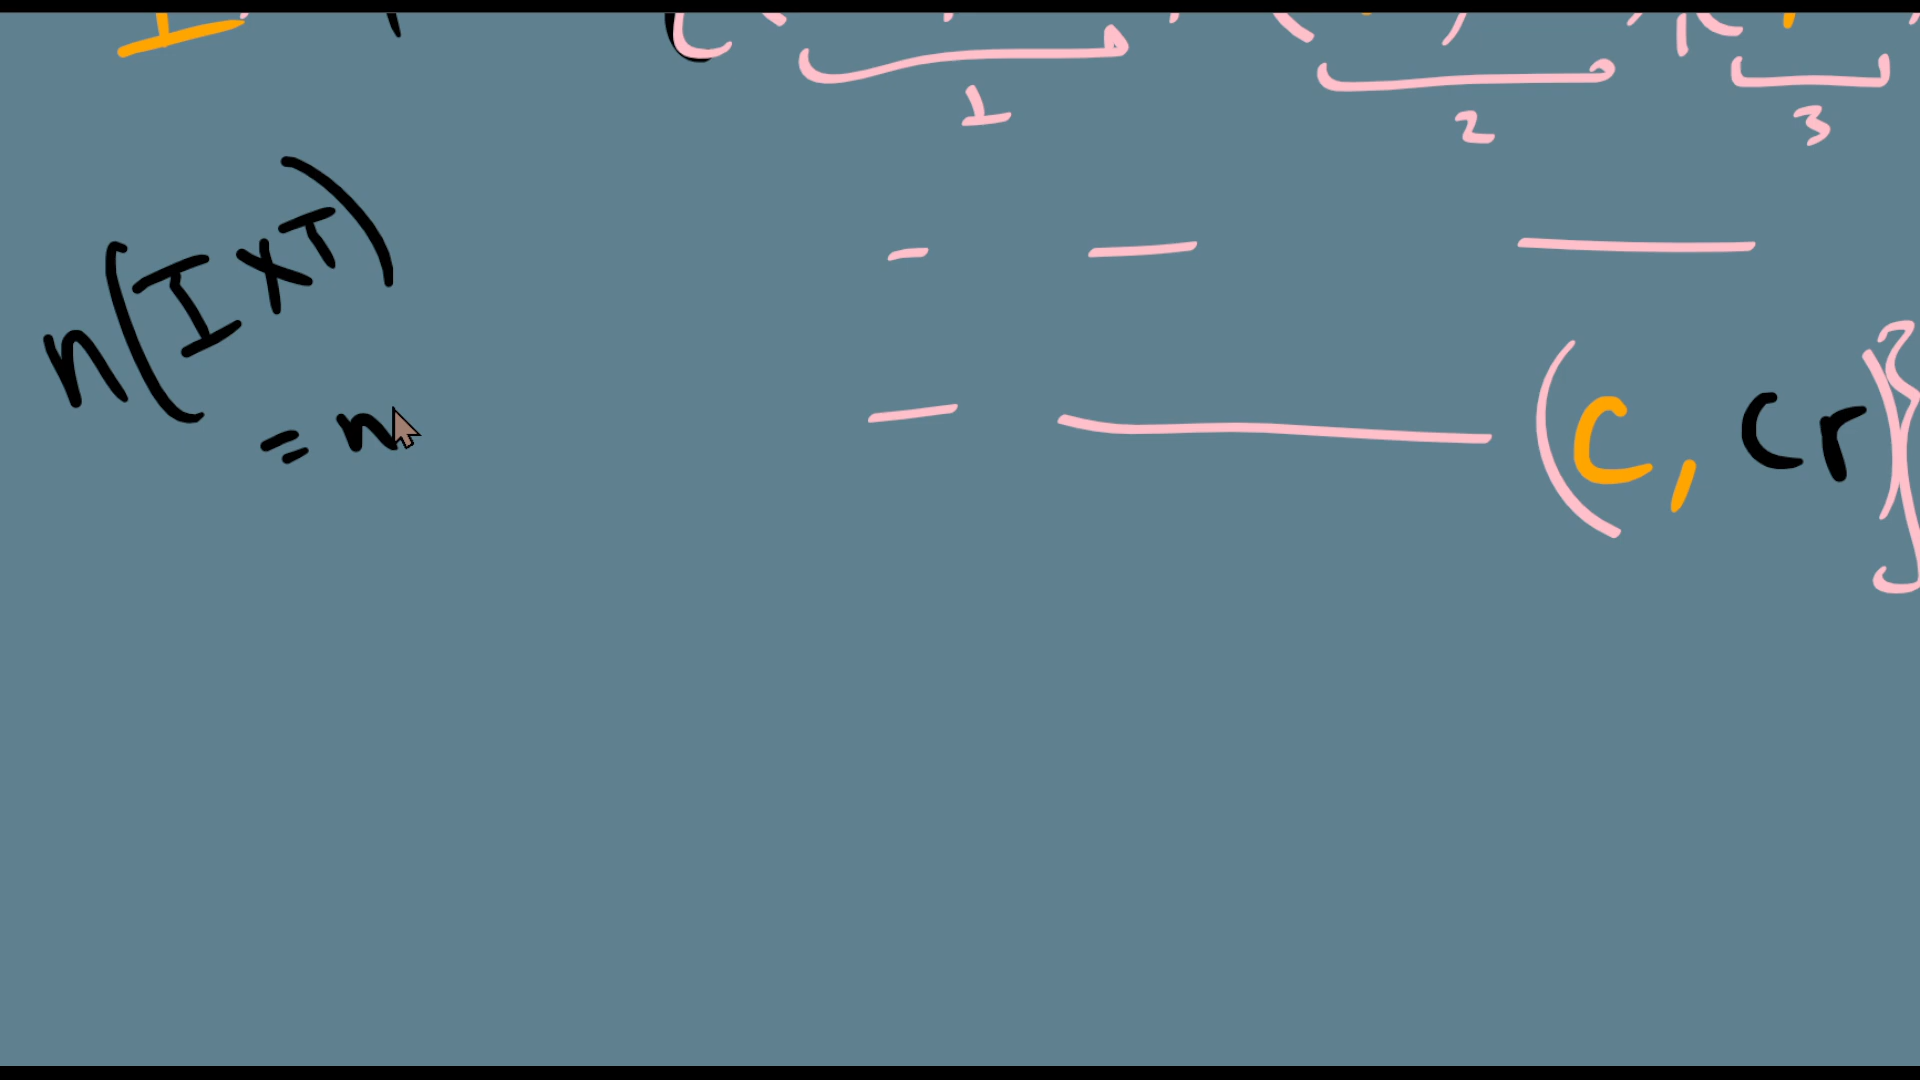 1 2 3
n(I×T)
= n
(C, Cr)}